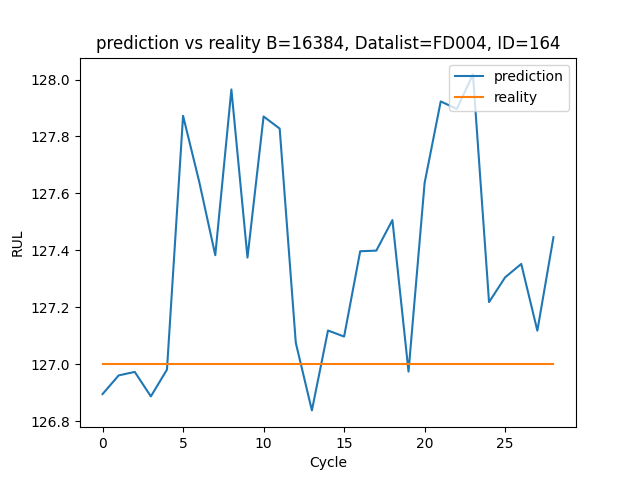 prediction vs reality B=16384, Datalist=FD004, ID=164
128.0
127.8
127.6
127.4
127.2
127.0
126.8
RUL
prediction
reality
0 5 10 15 20 25
Cycle